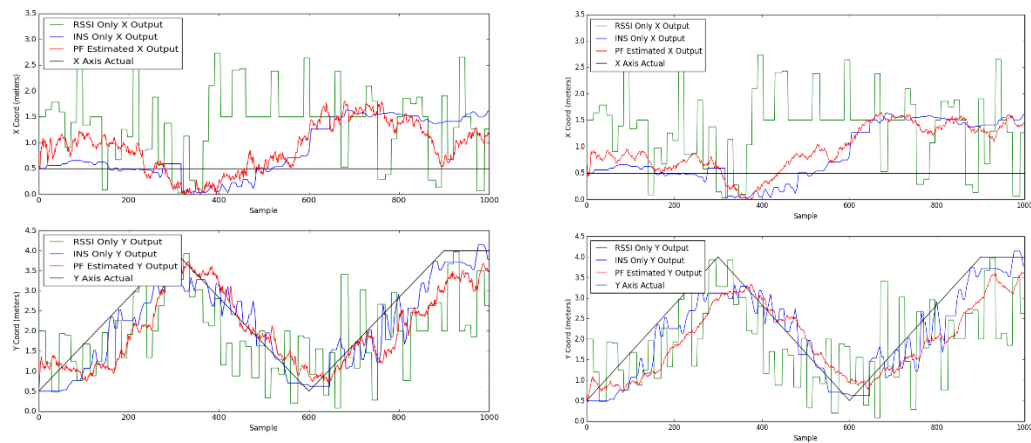 RSSI Only X Output
INS Only X Output
PF Estimated X Output
X Axis Actual
X Coord (meters)
3.5
3.0
2.5
2.0
1.5
1.0
0.5
0.0
0 200 400 600 800 1000
Sample
RSSI Only X Output
INS Only X Output
PF Estimated X Output
X Axis Actual
X Coord (meters)
3.5
3.0
2.5
2.0
1.5
1.0
0.5
0.0
0 200 400 600 800 1000
Sample
RSSI Only Y Output
INS Only Y Output
PF Estimated Y Output
Y Axis Actual
Y Coord (meters)
4.5
4.0
3.5
3.0
2.5
2.0
1.5
1.0
0.5
0.0
0 200 400 600 800 1000
Sample
RSSI Only Y Output
INS Only Y Output
PF Estimated Y Output
Y Axis Actual
Y Coord (meters)
4.5
4.0
3.5
3.0
2.5
2.0
1.5
1.0
0.5
0.0
0 200 400 600 800 1000
Sample